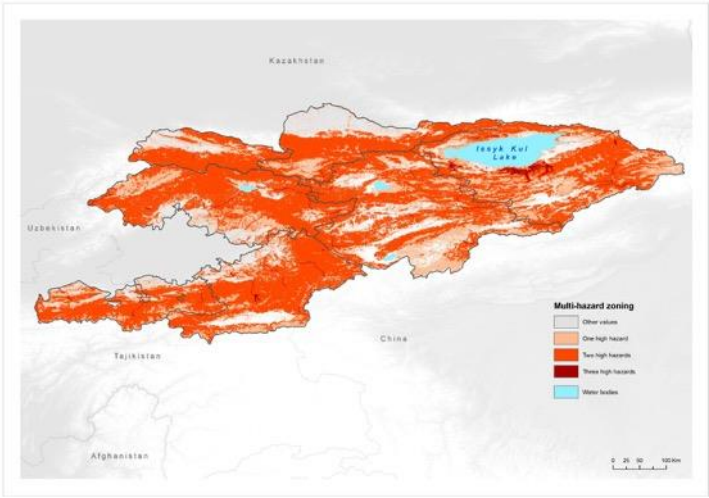 Kazakhstan
Issyk Kul
Lake
Uzbekistan
Multi-hazard zoning
Other values
One high hazard
Two high hazards
Three high hazards
Water bodies
China
Tajikistan
Afghanistan
0 25 50 100 Km